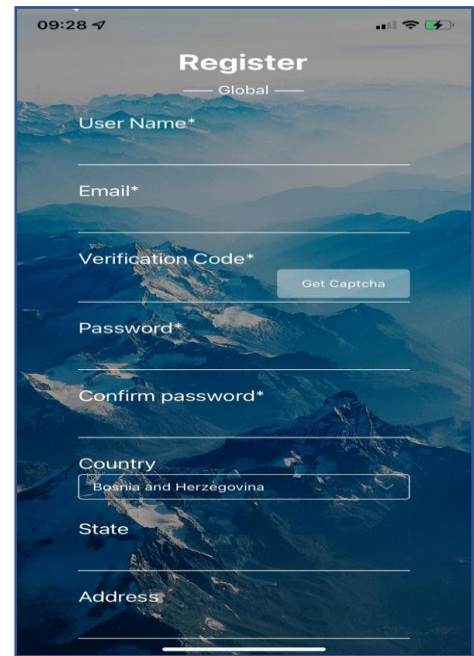 09:28
Register
Global
User Name*
Email*
Verification Code*
Get Captcha
Password*
Confirm password*
Country
Bosnia and Herzegovina
State
Address